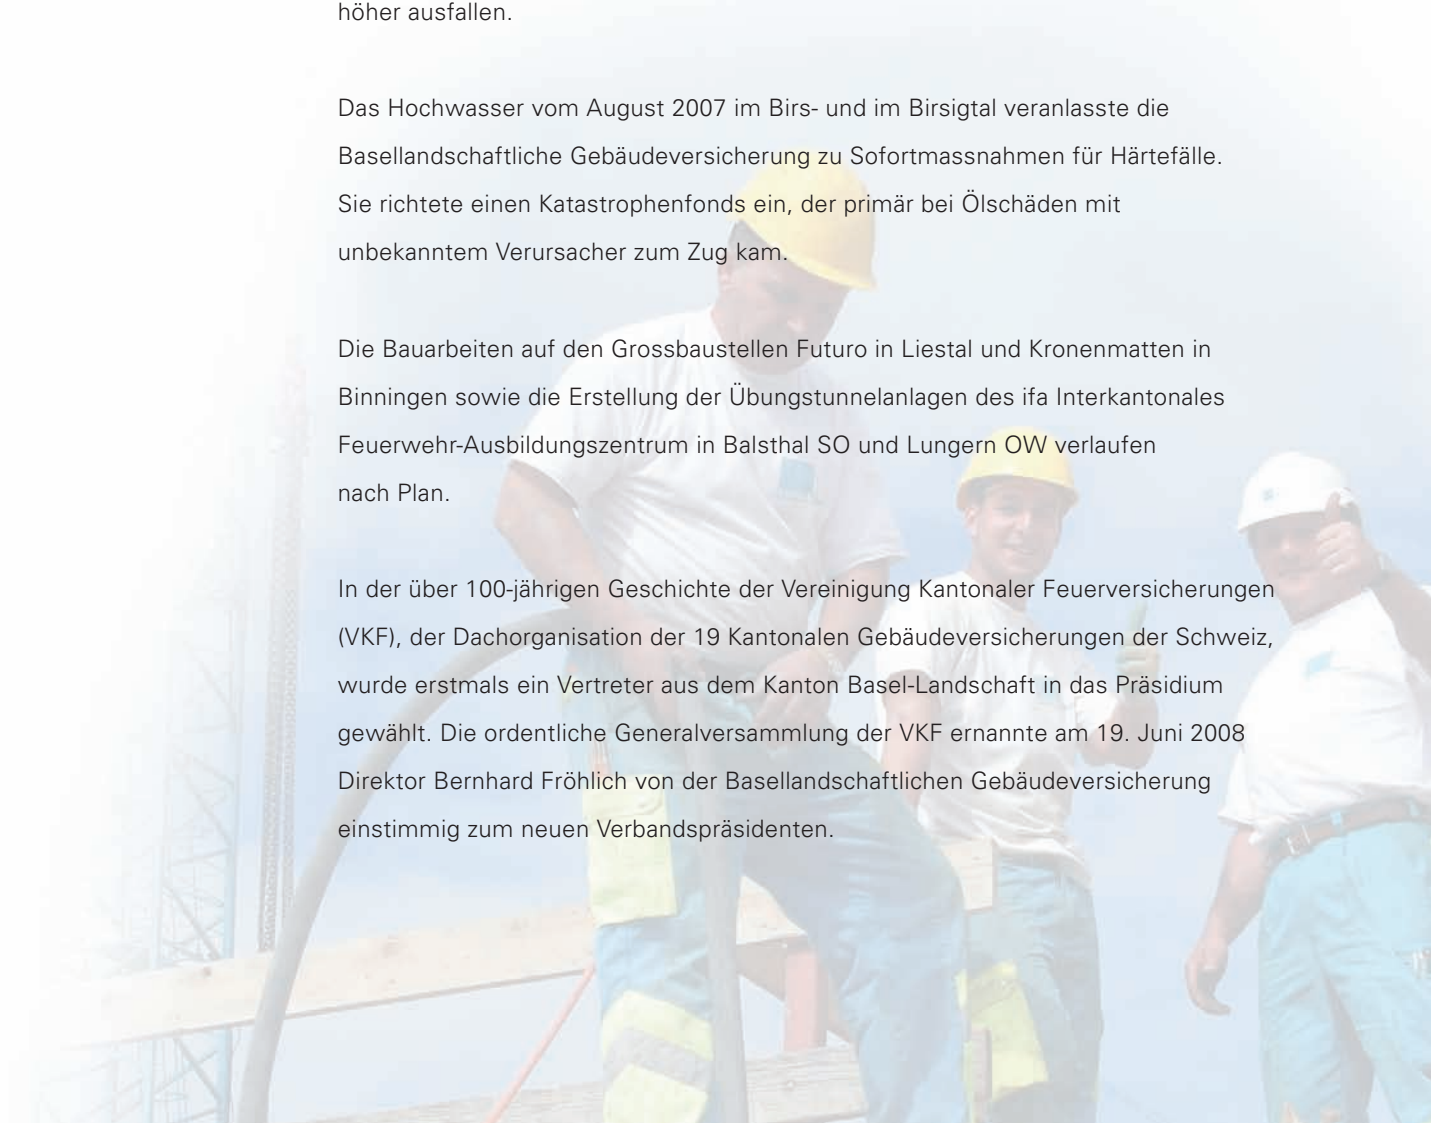 höher ausfallen.
Das Hochwasser vom August 2007 im Birs- und im Birsigtal veranlasste die
Basellandschaftliche Gebäudeversicherung zu Sofortmassnahmen für Härtefälle.
Sie richtete einen Katastrophenfonds ein, der primär bei Ölschäden mit
unbekanntem Verursacher zum Zug kam.
Die Bauarbeiten auf den Grossbaustellen Futuro in Liestal und Kronenmatten in
Binningen sowie die Erstellung der Übungstunnelanlagen des ifa Interkantonales
Feuerwehr-Ausbildungszentrum in Balsthal SO und Lungern OW verlaufen
nach Plan.
In der über 100-jährigen Geschichte der Vereinigung Kantonaler Feuerversicherungen
(VKF), der Dachorganisation der 19 Kantonalen Gebäudeversicherungen der Schweiz,
wurde erstmals ein Vertreter aus dem Kanton Basel-Landschaft in das Präsidium
gewählt. Die ordentliche Generalversammlung der VKF ernannte am 19. Juni 2008
Direktor Bernhard Fröhlich von der Basellandschaftlichen Gebäudeversicherung
einstimmig zum neuen Verbandspräsidenten.